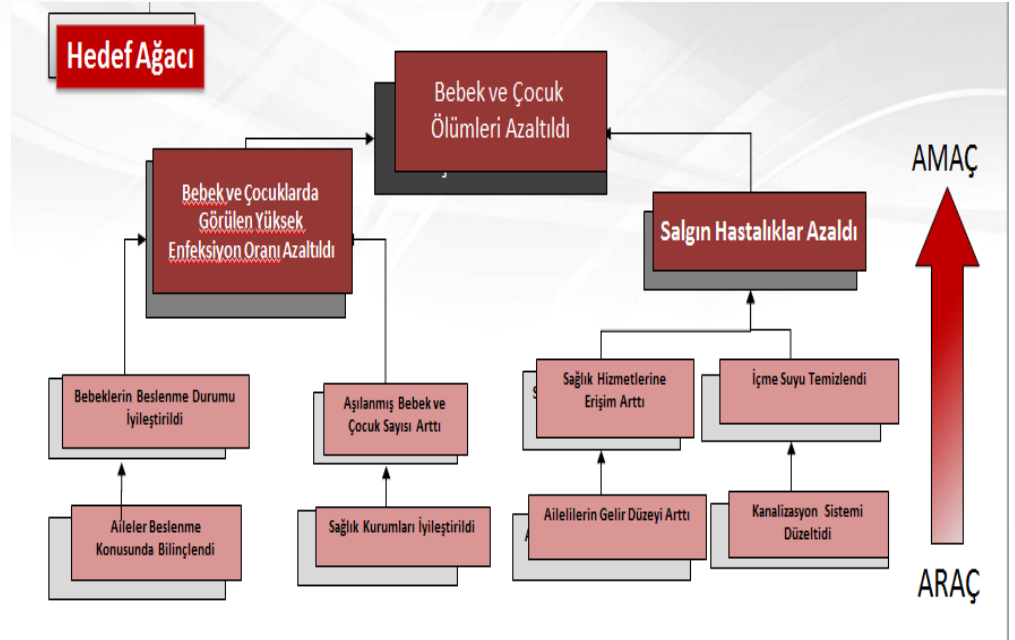 Hedef Ağacı
Bebek ve Çocuk
Ölümleri Azaltıldı
AMAÇ
Bebek ve Çocuklarda
Görülen Yüksek
Enfeksiyon Oranı Azaltıldı
Salgın Hastalıklar Azaldı
Bebeklerin Beslenme Durumu
İyileştirildi
Aşılanmış Bebek ve
Çocuk Sayısı Arttı
Sağlık Hizmetlerine
Erişim Arttı
İçme Suyu Temizlendi
Aileler Beslenme
Konusunda Bilinçlendi
Sağlık Kurumları İyileştirildi
Ailelilerin Gelir Düzeyi Arttı
Kanalizasyon Sistemi
Düzeltidi
ARAÇ